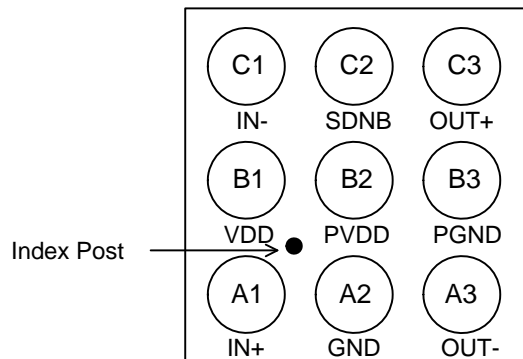 C1 C2 C3
IN- SDNB OUT+
B1 B2 B3
VDD PVDD PGND
Index Post
A1 A2 A3
IN+ GND OUT-